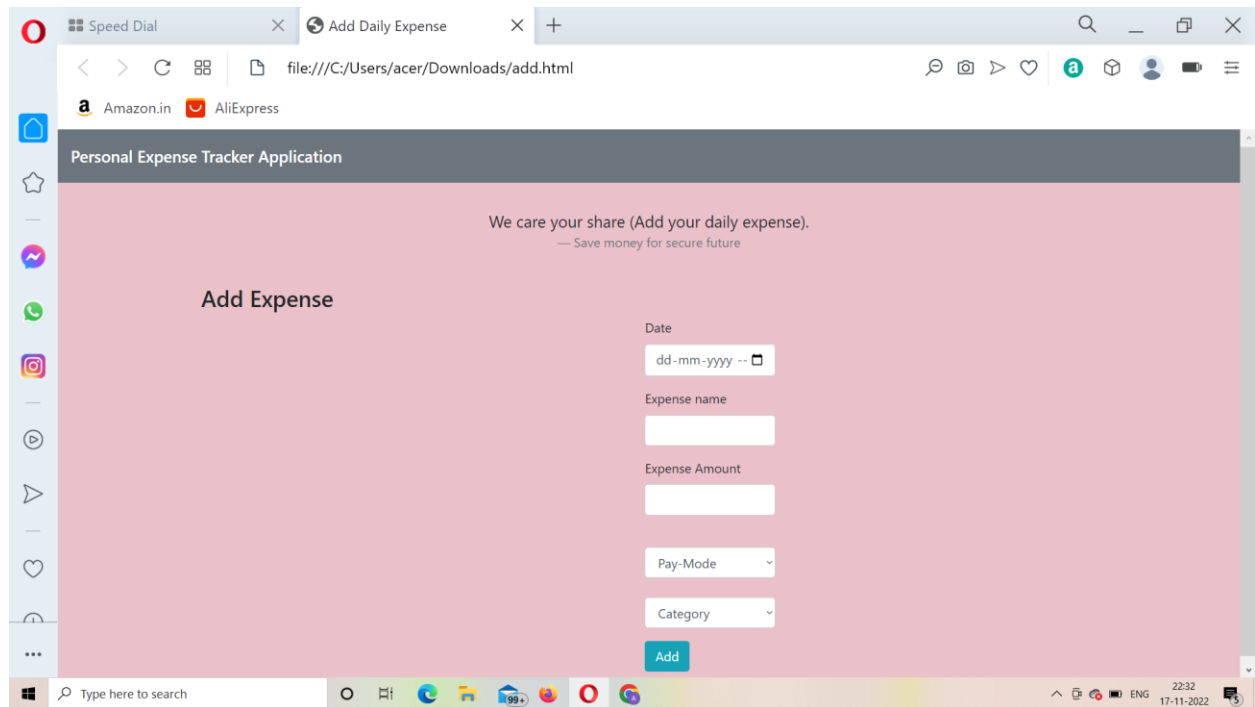 Speed Dial
Add Daily Expense
file:///C:/Users/acer/Downloads/add.html
a Amazon.in AliExpress
Personal Expense Tracker Application
We care your share (Add your daily expense).
— Save money for secure future
Add Expense
Date
dd-mm-yyyy --
Expense name
Expense Amount
Pay-Mode
Category
Add
Type here to search
99+
ENG
22:32
17-11-2022
5